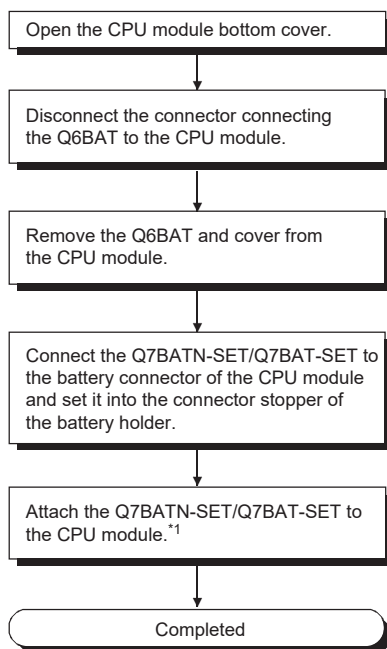 Open the CPU module bottom cover.
Disconnect the connector connecting
the Q6BAT to the CPU module.
Remove the Q6BAT and cover from
the CPU module.
Connect the Q7BATN-SET/Q7BAT-SET to
the battery connector of the CPU module
and set it into the connector stopper of
the battery holder.
Attach the Q7BATN-SET/Q7BAT-SET to
the CPU module.*1
Completed